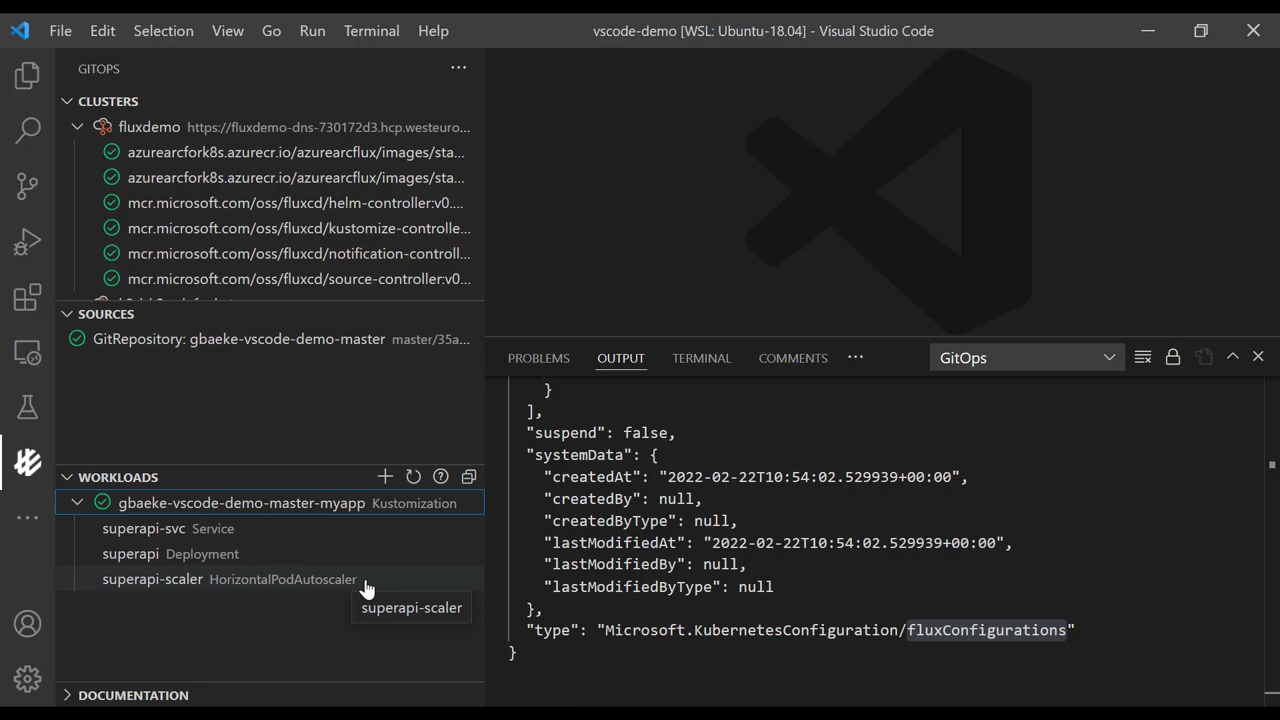 File Edit Selection View Go Run Terminal Help
vscode-demo [WSL: Ubuntu-18.04] - Visual Studio Code
GITOPS
CLUSTERS
fluxdemo https://fluxdemo-dns-730172d3.hcp.westeuro...
azurearcfork8s.azurecr.io/azurearcflux/images/sta...
azurearcfork8s.azurecr.io/azurearcflux/images/sta...
mcr.microsoft.com/oss/fluxcd/helm-controller:v0....
mcr.microsoft.com/oss/fluxcd/kustomize-controlle...
mcr.microsoft.com/oss/fluxcd/notification-controll...
mcr.microsoft.com/oss/fluxcd/source-controller:v0...
SOURCES
GitRepository: gbaeke-vscode-demo-master master/35a...
WORKLOADS
gbaeke-vscode-demo-master-myapp Kustomization
superapi-svc Service
superapi Deployment
superapi-scaler HorizontalPodAutoscaler
superapi-scaler
DOCUMENTATION
PROBLEMS OUTPUT TERMINAL COMMENTS ... GitOps
}
],
"suspend": false,
"systemData": {
"createdAt": "2022-02-22T10:54:02.529939+00:00",
"createdBy": null,
"createdByType": null,
"lastModifiedAt": "2022-02-22T10:54:02.529939+00:00",
"lastModifiedBy": null,
"lastModifiedByType": null
},
"type": "Microsoft.KubernetesConfiguration/fluxConfigurations"
}